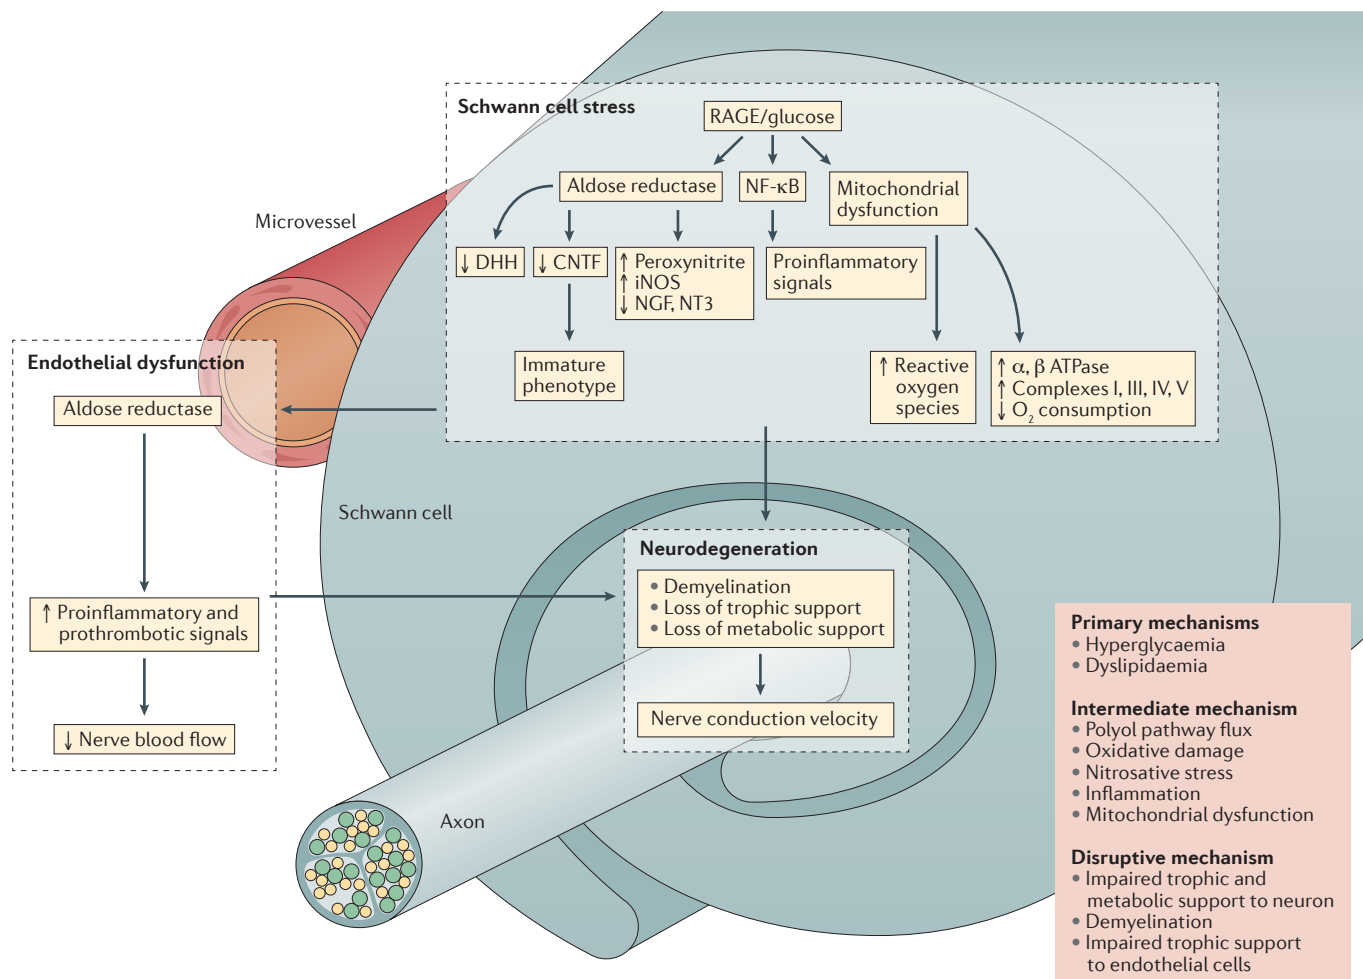 Schwann cell stress
RAGE/glucose
Aldose reductase
NF-κB
Mitochondrial
dysfunction
Microvessel
↓ DHH
↓ CNTF
↑ Peroxynitrite
↑ iNOS
↓ NGF, NT3
Proinflammatory
signals
Immature
phenotype
↑ Reactive
oxygen
species
↑ α, β ATPase
↑ Complexes I, III, IV, V
↓ O₂ consumption
Endothelial dysfunction
Aldose reductase
↑ Proinflammatory and
prothrombotic signals
↓ Nerve blood flow
Schwann cell
Neurodegeneration
• Demyelination
• Loss of trophic support
• Loss of metabolic support
Nerve conduction velocity
Axon
Primary mechanisms
• Hyperglycaemia
• Dyslipidaemia
Intermediate mechanism
• Polyol pathway flux
• Oxidative damage
• Nitrosative stress
• Inflammation
• Mitochondrial dysfunction
Disruptive mechanism
• Impaired trophic and
metabolic support to neuron
• Demyelination
• Impaired trophic support
to endothelial cells